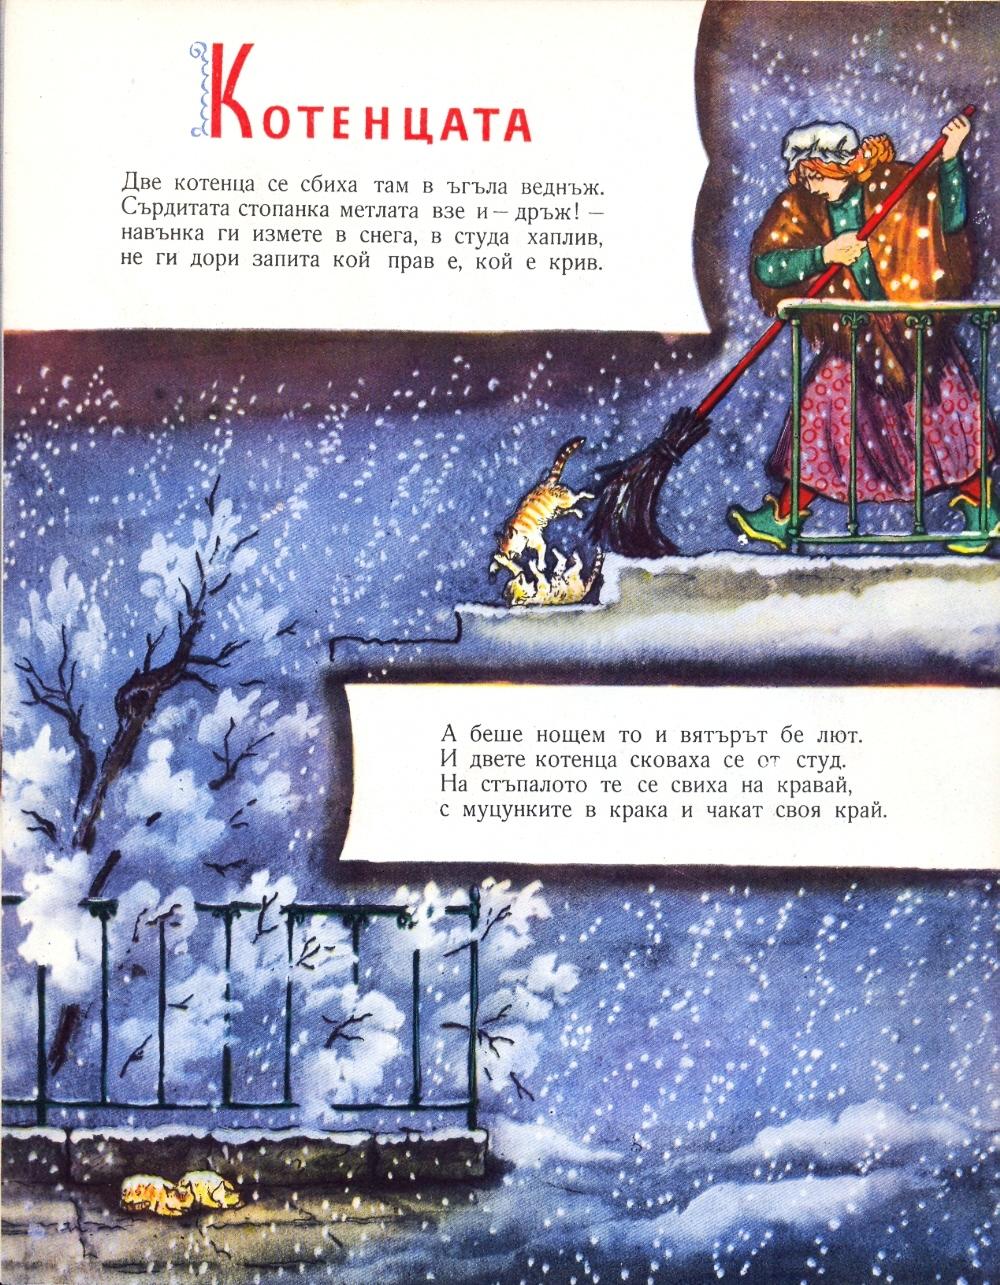 Котенцата
Две котенца се сбиха там в ъгъла веднъж.
Сърдитата стопанка метлата взе и — дръж! —
навънка ги измете в снега, в студа хаплив,
не ги дори запита кой прав е, кой е крив.
А беше нощем то и вятърът бе лют.
И двете котенца сковаха се от студ.
На стъпалото те се свиха на кравай,
с муцунките в крака и чакат своя край.